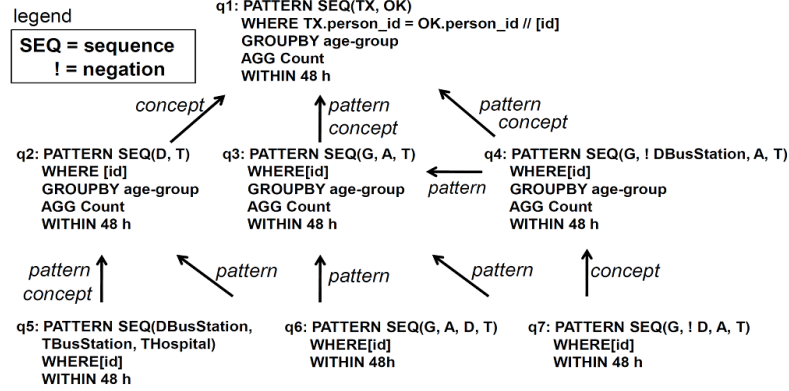 legend
SEQ = sequence
! = negation
q1: PATTERN SEQ(TX, OK)
WHERE TX.person_id = OK.person_id // [id]
GROUPBY age-group
AGG Count
WITHIN 48 h
concept
pattern
concept
pattern
concept
q2: PATTERN SEQ(D, T)
WHERE [id]
GROUPBY age-group
AGG Count
WITHIN 48 h
q3: PATTERN SEQ(G, A, T)
WHERE[id]
GROUPBY age-group
AGG Count
WITHIN 48 h
pattern
q4: PATTERN SEQ(G, ! DBusStation, A, T)
WHERE[id]
GROUPBY age-group
AGG Count
WITHIN 48 h
pattern
concept
pattern
pattern
pattern
concept
q5: PATTERN SEQ(DBusStation,
TBusStation, THospital)
WHERE[id]
WITHIN 48 h
q6: PATTERN SEQ(G, A, D, T)
WHERE[id]
WITHIN 48h
q7: PATTERN SEQ(G, ! D, A, T)
WHERE[id]
WITHIN 48 h